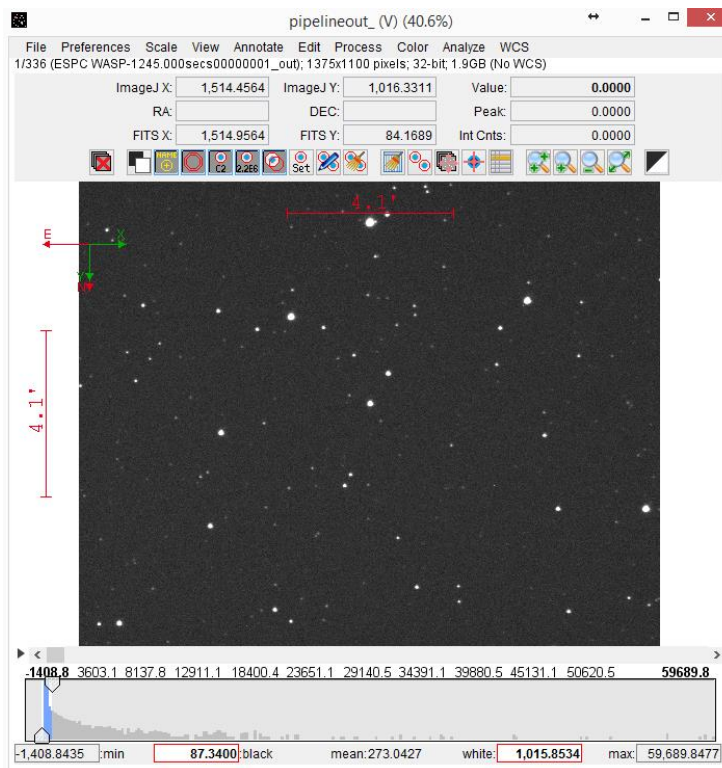 pipelineout_ (V) (40.6%)
File Preferences Scale View Annotate Edit Process Color Analyze WCS
1/336 (ESPC WASP-1245.000secs00000001_out); 1375x1100 pixels; 32-bit; 1.9GB (No WCS)
ImageJ X: 1,514.4564 ImageJ Y: 1,016.3311 Value: 0.0000
RA: DEC: Peak: 0.0000
FITS X: 1,514.9564 FITS Y: 84.1689 Int Cnts: 0.0000
NAME C2 2.2E6 Set
4.1'
E X
Y
N
4.1'
-1408.8 3603.1 8137.8 12911.1 18400.4 23651.1 29140.5 34391.1 39880.5 45131.1 50620.5 59689.8
-1,408.8435 :min 87.3400 :black mean:273.0427 white: 1,015.8534 max: 59,689.8477